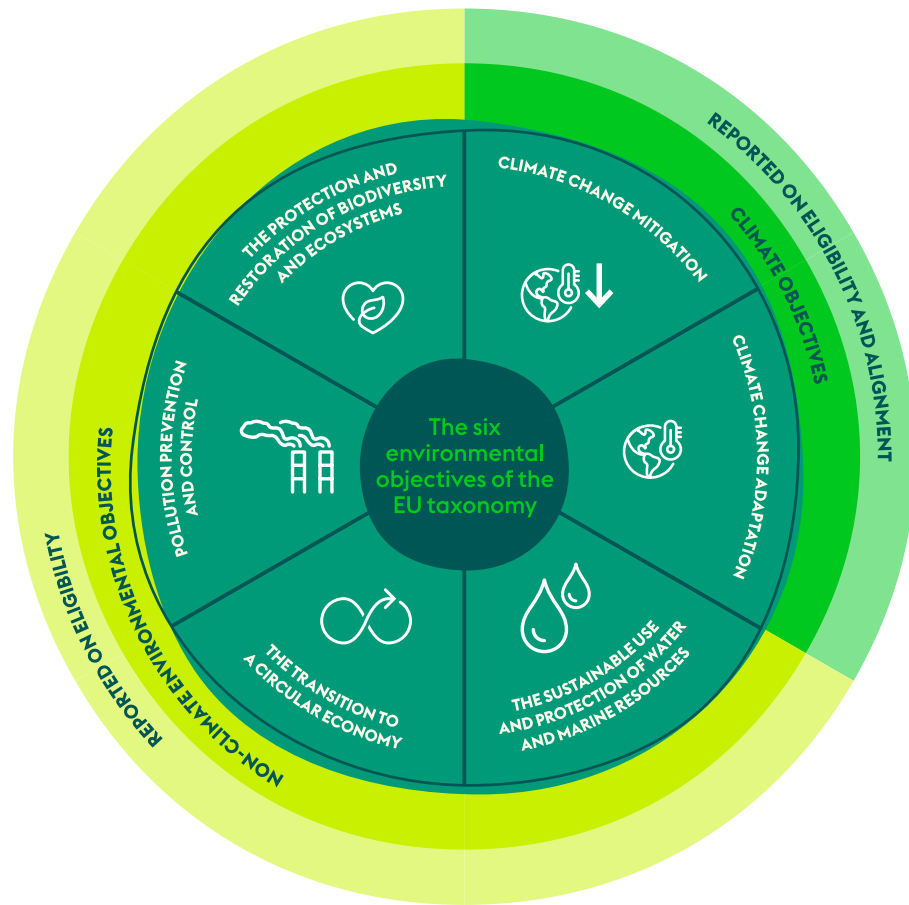 The six
environmental
objectives of the
EU taxonomy
CLIMATE CHANGE MITIGATION
CLIMATE CHANGE ADAPTATION
THE SUSTAINABLE USE
AND PROTECTION OF WATER
AND MARINE RESOURCES
THE TRANSITION TO
A CIRCULAR ECONOMY
POLLUTION PREVENTION
AND CONTROL
THE PROTECTION AND
RESTORATION OF BIODIVERSITY
AND ECOSYSTEMS
CLIMATE OBJECTIVES
REPORTED ON ELIGIBILITY AND ALIGNMENT
NON-CLIMATE ENVIRONMENTAL OBJECTIVES
REPORTED ON ELIGIBILITY